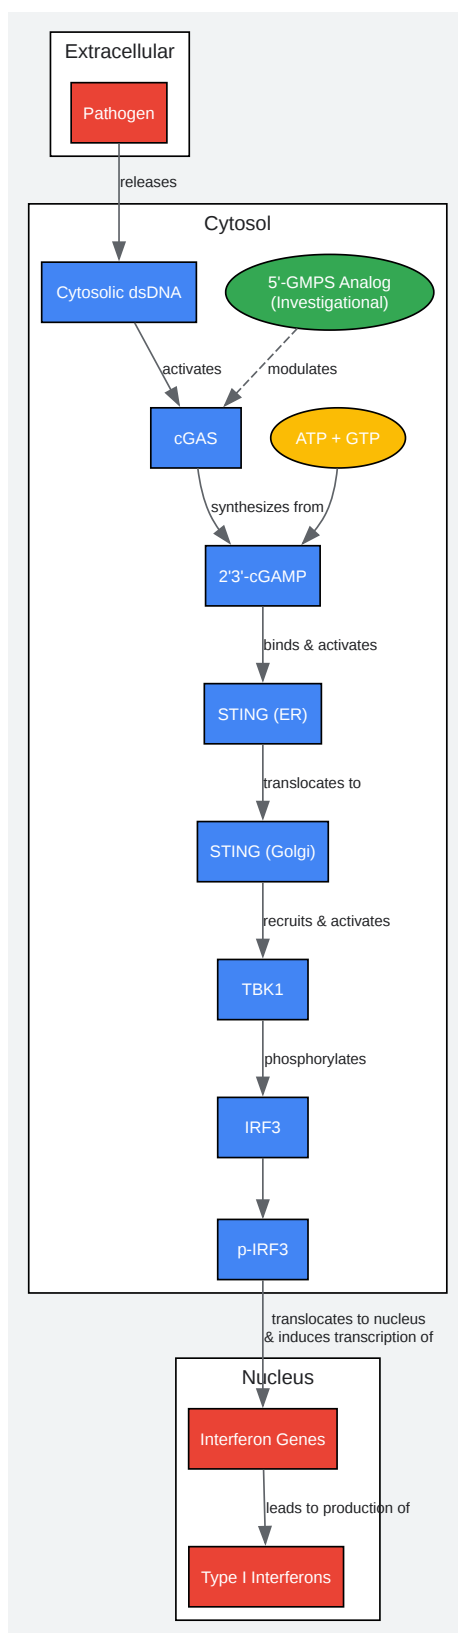 Extracellular
Pathogen
releases
Cytosol
Cytosolic dsDNA
5'-GMPS Analog
(Investigational)
activates
modulates
cGAS
ATP + GTP
synthesizes from
2'3'-cGAMP
binds & activates
STING (ER)
translocates to
STING (Golgi)
recruits & activates
TBK1
phosphorylates
IRF3
p-IRF3
translocates to nucleus
& induces transcription of
Nucleus
Interferon Genes
leads to production of
Type I Interferons